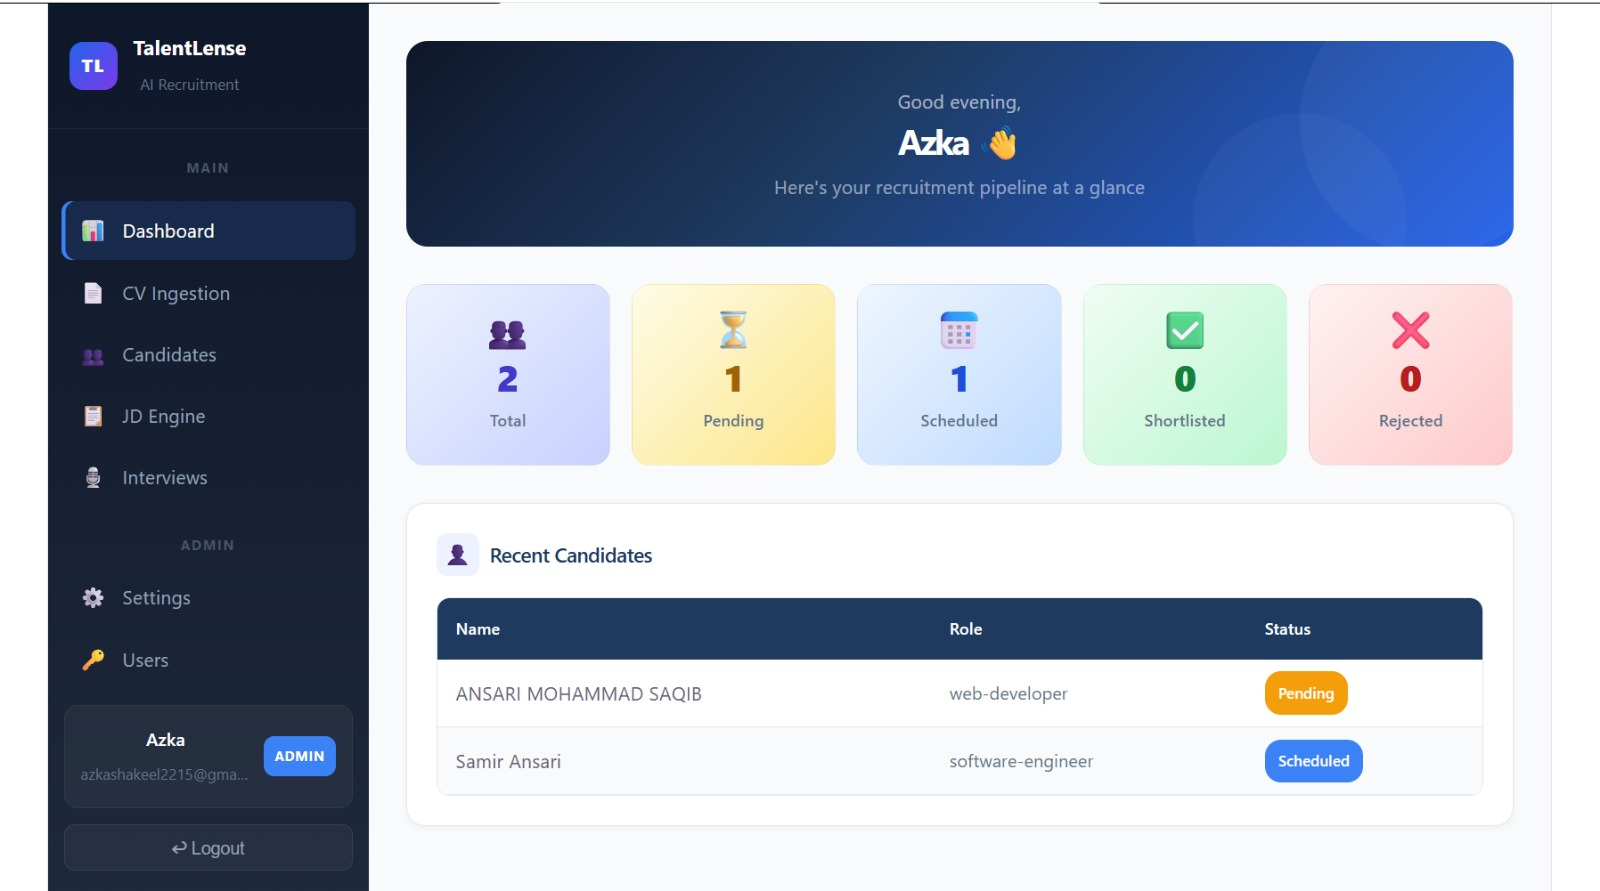 TL
TalentLense
AI Recruitment
MAIN
Dashboard
CV Ingestion
Candidates
JD Engine
Interviews
ADMIN
Settings
Users
Azka
azkashakeel2215@gma...
ADMIN
↩ Logout
Good evening,
Azka 👋
Here's your recruitment pipeline at a glance
2
Total
1
Pending
1
Scheduled
0
Shortlisted
0
Rejected
Recent Candidates
Name Role Status
ANSARI MOHAMMAD SAQIB web-developer Pending
Samir Ansari software-engineer Scheduled